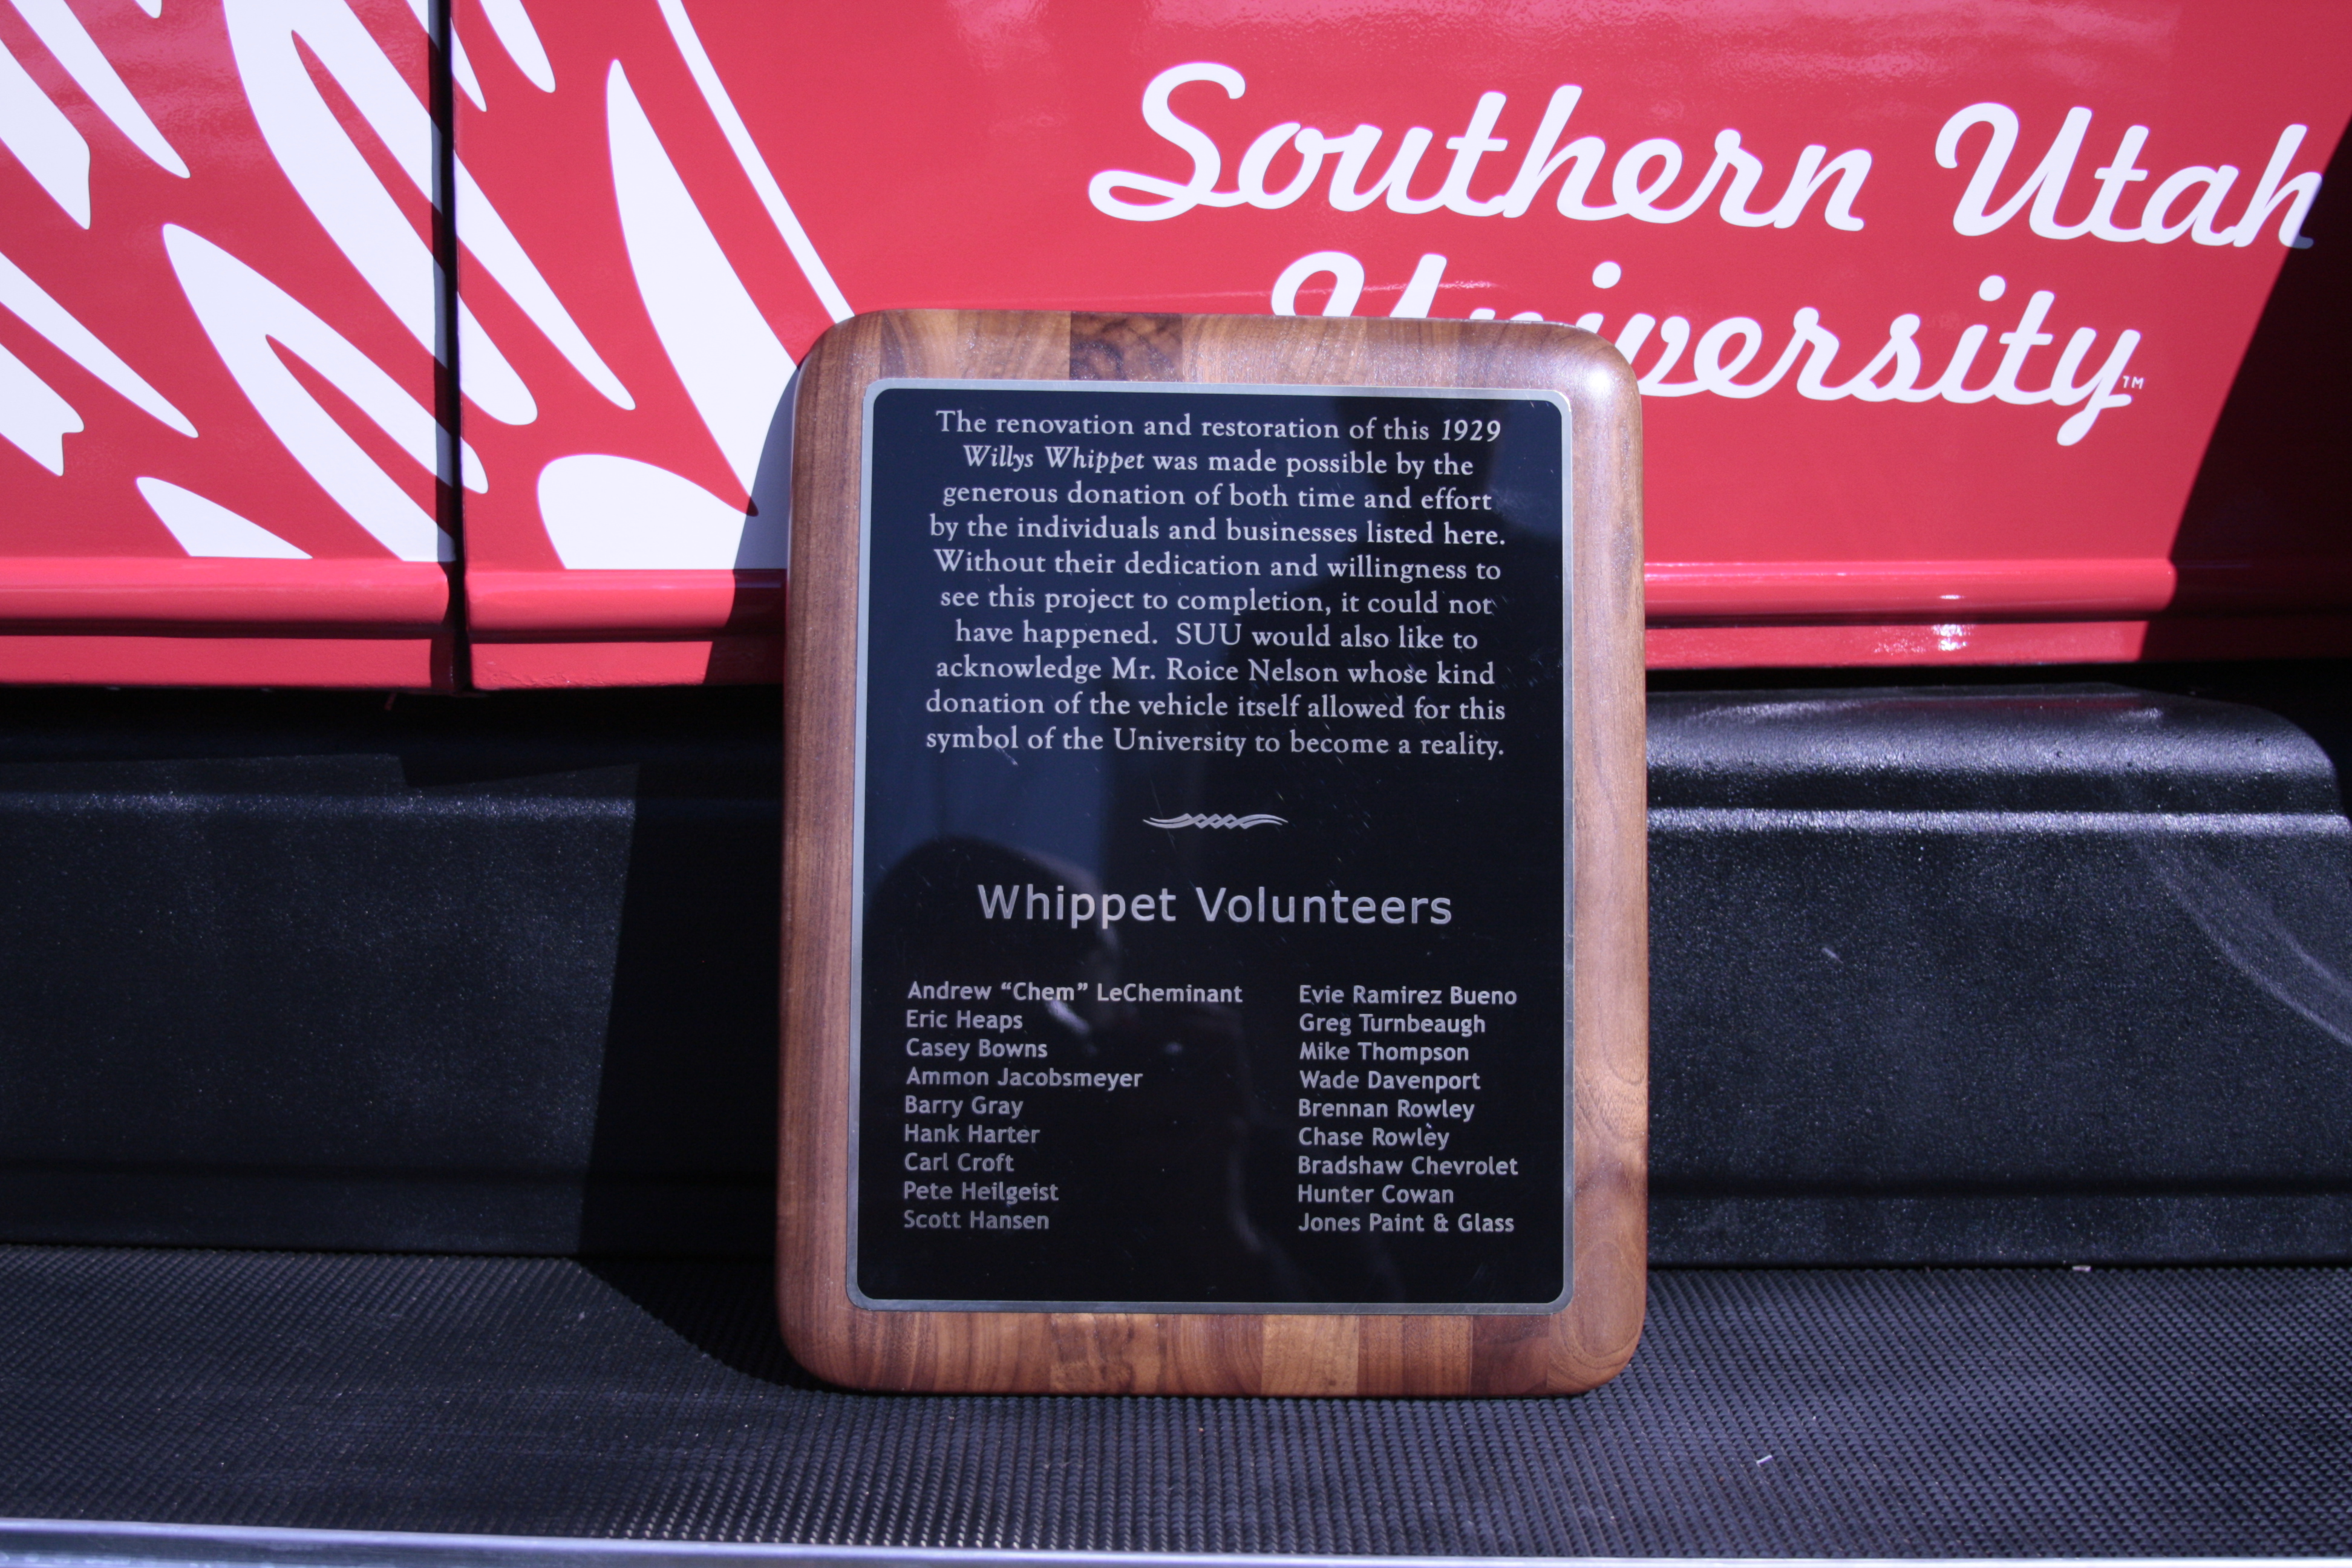 Southern Utah
University™
The renovation and restoration of this 1929
Willys Whippet was made possible by the
generous donation of both time and effort
by the individuals and businesses listed here.
Without their dedication and willingness to
see this project to completion, it could not
have happened.  SUU would also like to
acknowledge Mr. Roice Nelson whose kind
donation of the vehicle itself allowed for this
symbol of the University to become a reality.
Whippet Volunteers
Andrew “Chem” LeCheminant
Eric Heaps
Casey Bowns
Ammon Jacobsmeyer
Barry Gray
Hank Harter
Carl Croft
Pete Heilgeist
Scott Hansen
Evie Ramirez Bueno
Greg Turnbeaugh
Mike Thompson
Wade Davenport
Brennan Rowley
Chase Rowley
Bradshaw Chevrolet
Hunter Cowan
Jones Paint & Glass